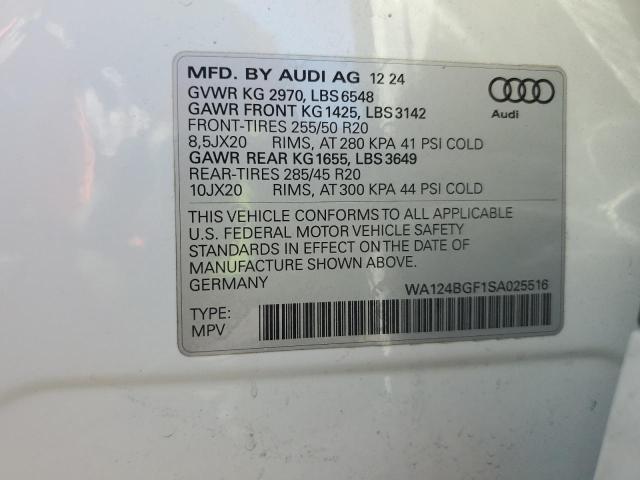 MFD. BY AUDI AG 12 24
GVWR KG 2970, LBS 6548
GAWR FRONT KG 1425, LBS 3142
FRONT-TIRES 255/50 R20
8,5JX20 RIMS, AT 280 KPA 41 PSI COLD
GAWR REAR KG 1655, LBS 3649
REAR-TIRES 285/45 R20
10JX20 RIMS, AT 300 KPA 44 PSI COLD
Audi
THIS VEHICLE CONFORMS TO ALL APPLICABLE
U.S. FEDERAL MOTOR VEHICLE SAFETY
STANDARDS IN EFFECT ON THE DATE OF
MANUFACTURE SHOWN ABOVE.
GERMANY
WA124BGF1SA025516
TYPE:
MPV